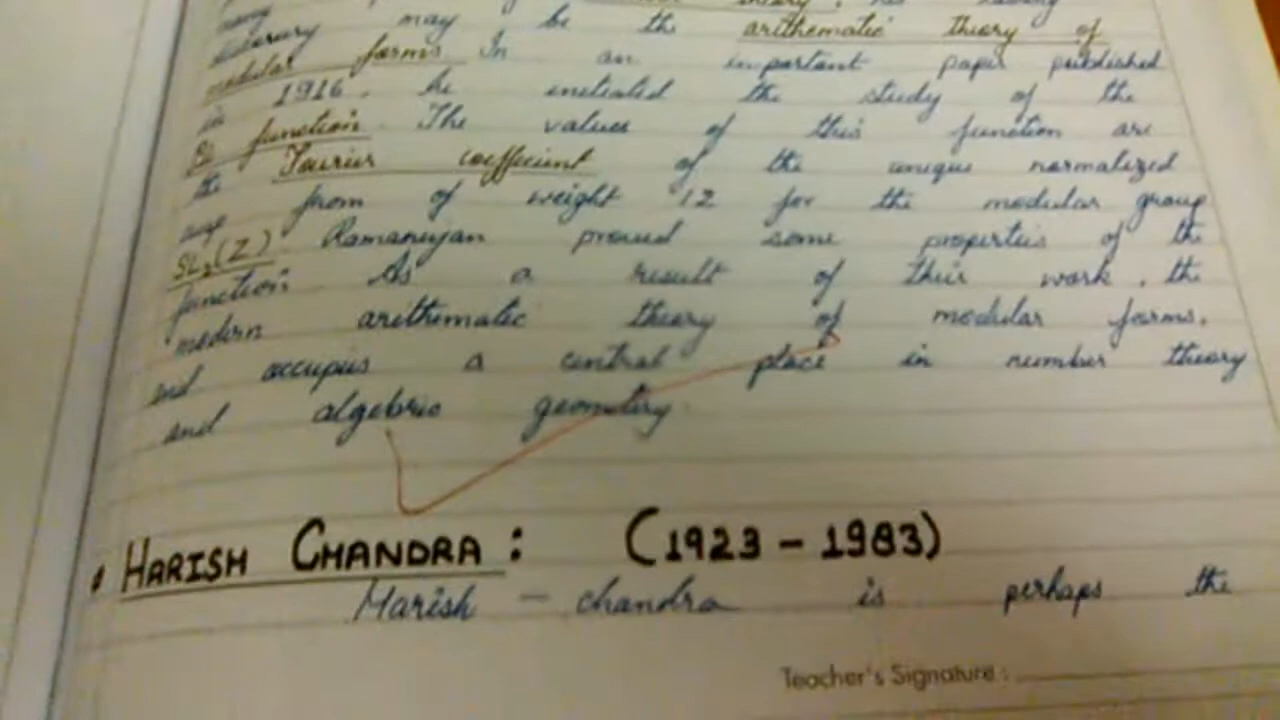 theory.
may be the arithematic theory of
modular forms. In an important paper published
in 1916, he initiated the study of the
function. The values of this function are
the Fourier coefficient of the unique normalized
cusp from of weight 12 for the modular group
SL₂(Z) Ramanujan proved some properties of the
function As a result of their work, the
modern arithematic theory of modular forms.
and occupies a central place in number theory
and algebric geometry.
• HARISH CHANDRA : (1923 - 1983)
Harish - chandra is perhaps the
Teacher's Signature :